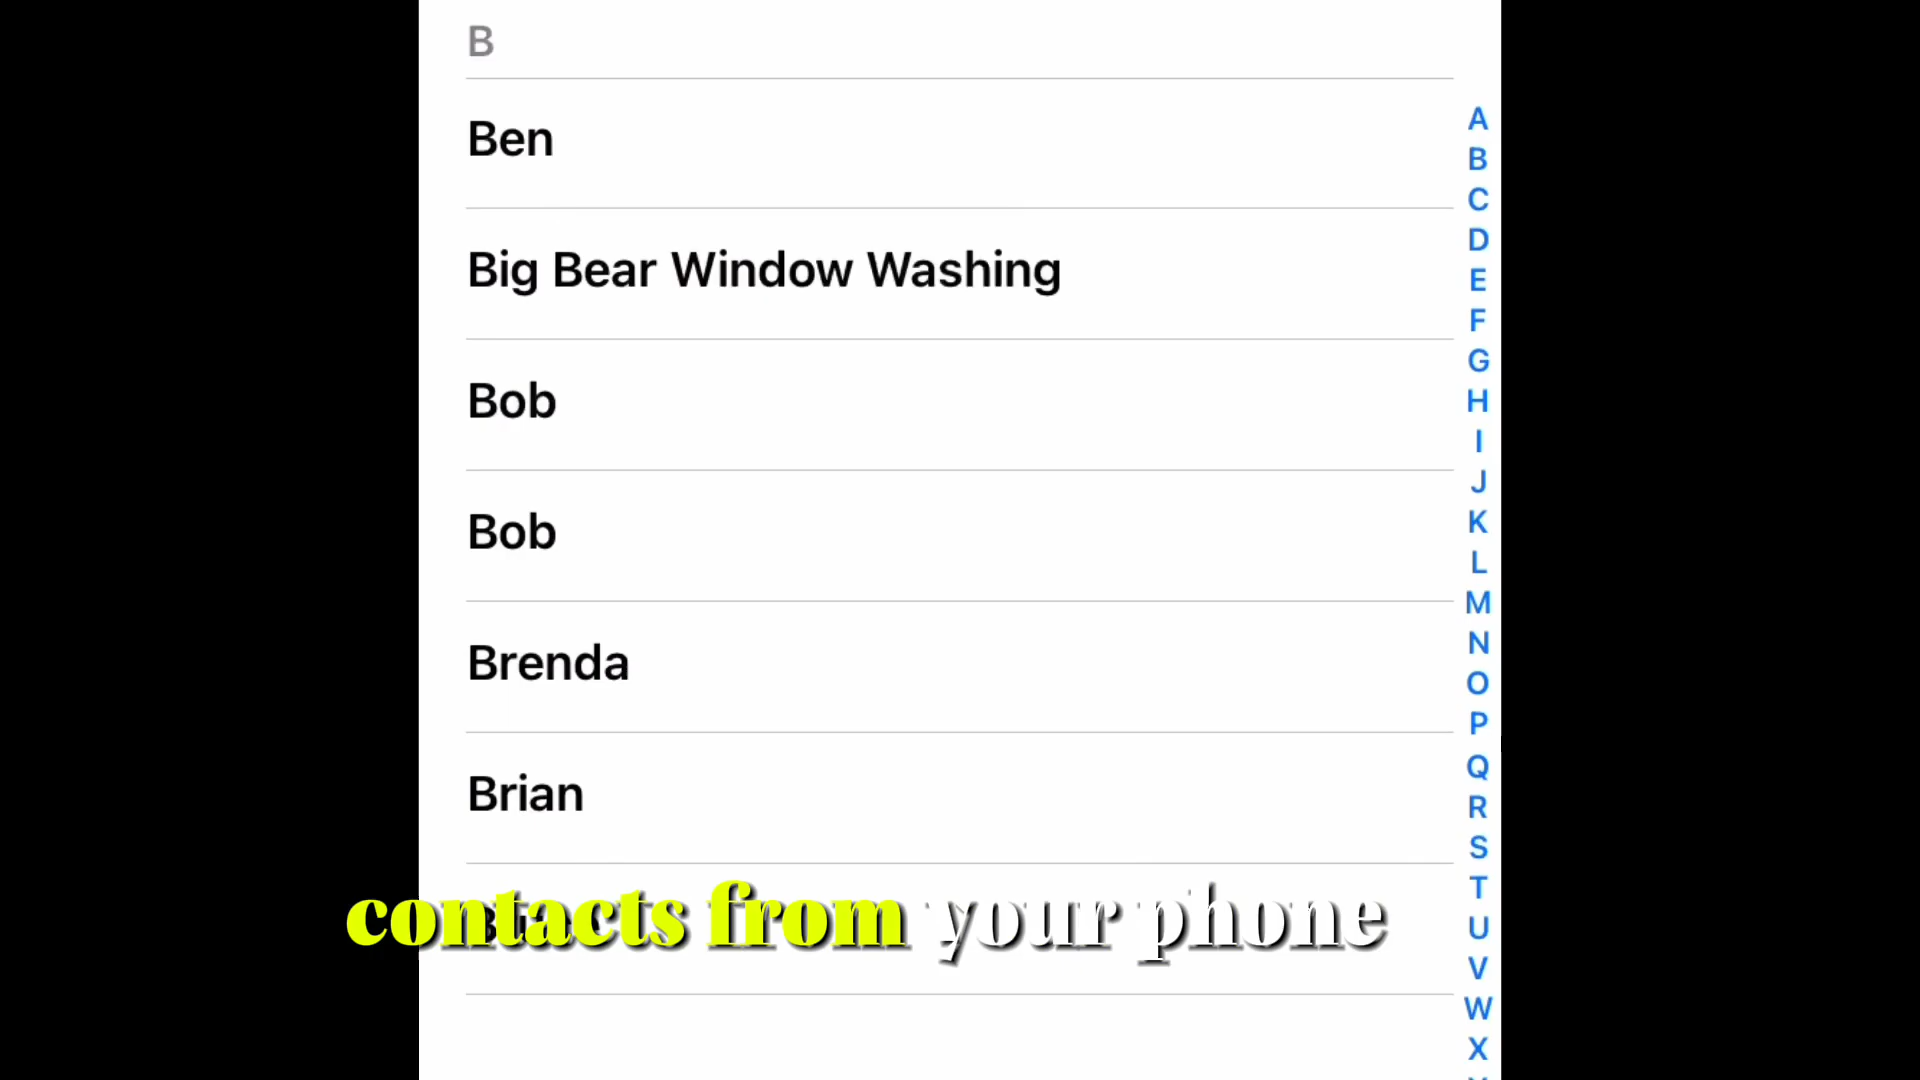 B
Ben
Big Bear Window Washing
Bob
Bob
Brenda
Brian
contacts from your phone
A
B
C
D
E
F
G
H
I
J
K
L
M
N
O
P
Q
R
S
T
U
V
W
X